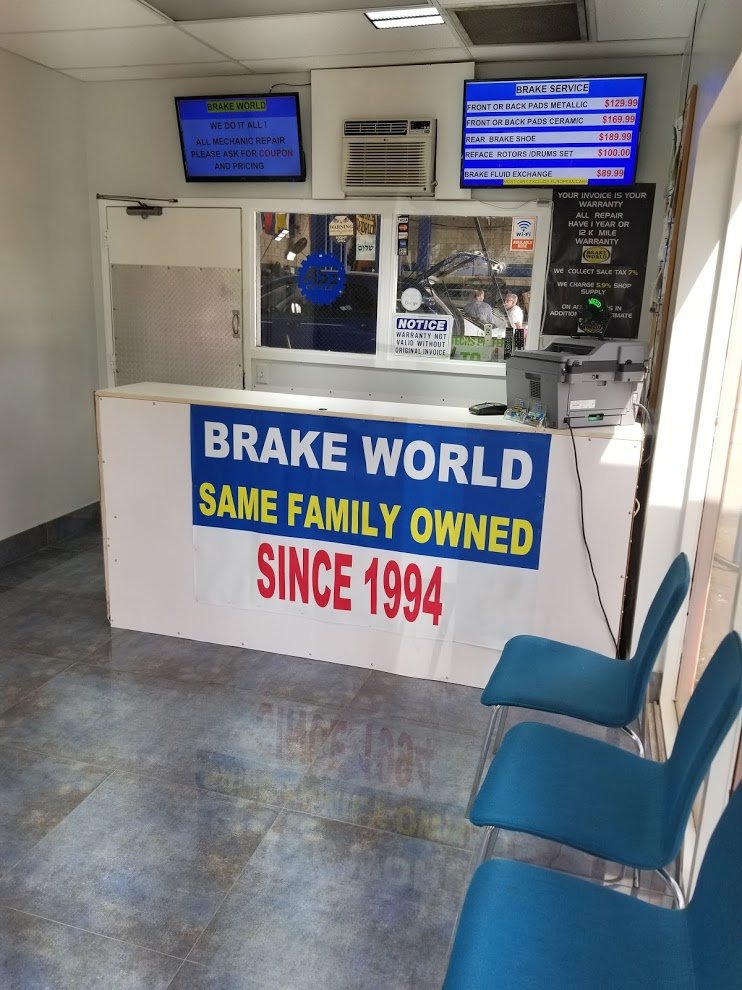 BRAKE WORLD
WE DO IT ALL !
ALL MECHANIC REPAIR
PLEASE ASK FOR COUPON
AND PRICING
BRAKE SERVICE
FRONT OR BACK PADS METALLIC $129.99
FRONT OR BACK PADS CERAMIC $169.99
REAR BRAKE SHOE $189.99
REFACE ROTORS /DRUMS SET $100.00
BRAKE FLUID EXCHANGE $89.99
YOUR INVOICE IS YOUR
WARRANTY
ALL REPAIR
HAVE 1 YEAR OR
12 K MILE
WARRANTY
BRAKE
WORLD
WE COLLECT SALE TAX 7%
WE CHARGE 5.9% SHOP
SUPPLY
WARNING
שלום
VISA
Wi-Fi
NOTICE
WARRANTY NOT
VALID WITHOUT
ORIGINAL INVOICE
BRAKE WORLD
SAME FAMILY OWNED
SINCE 1994